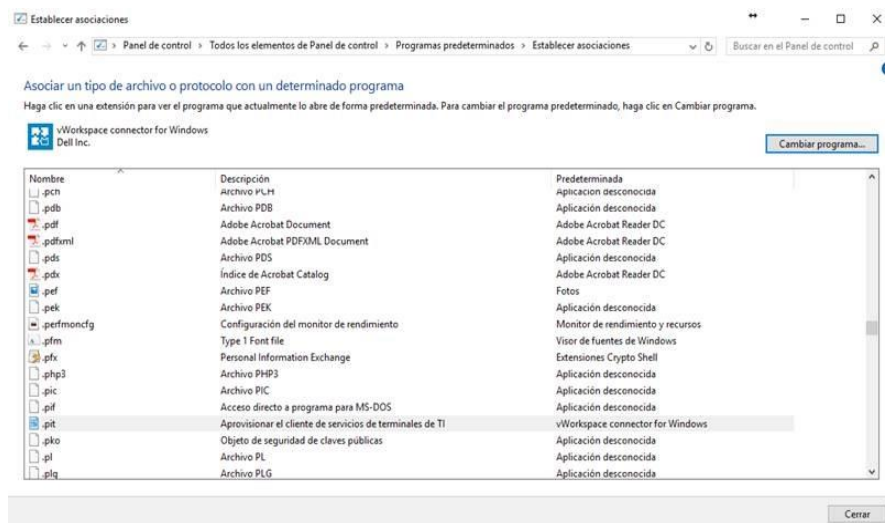 Establecer asociaciones
Panel de control > Todos los elementos de Panel de control > Programas predeterminados > Establecer asociaciones
Buscar en el Panel de control
Asociar un tipo de archivo o protocolo con un determinado programa
Haga clic en una extensión para ver el programa que actualmente lo abre de forma predeterminada. Para cambiar el programa predeterminado, haga clic en Cambiar programa.
vWorkspace connector for Windows
Dell Inc.
Cambiar programa...
Nombre Descripción Predeterminada
.pch Archivo PCH Aplicación desconocida
.pdb Archivo PDB Aplicación desconocida
.pdf Adobe Acrobat Document Adobe Acrobat Reader DC
.pdfxml Adobe Acrobat PDFXML Document Adobe Acrobat Reader DC
.pds Archivo PDS Aplicación desconocida
.pdx Índice de Acrobat Catalog Adobe Acrobat Reader DC
.pef Archivo PEF Fotos
.pek Archivo PEK Aplicación desconocida
.perfmoncfg Configuración del monitor de rendimiento Monitor de rendimiento y recursos
.pfm Type 1 Font file Visor de fuentes de Windows
.pfx Personal Information Exchange Extensiones Crypto Shell
.php3 Archivo PHP3 Aplicación desconocida
.pic Archivo PIC Aplicación desconocida
.pif Acceso directo a programa para MS-DOS Aplicación desconocida
.pit Aprovisionar el cliente de servicios de terminales de TI vWorkspace connector for Windows
.pko Objeto de seguridad de claves públicas Aplicación desconocida
.pl Archivo PL Aplicación desconocida
.plg Archivo PLG Aplicación desconocida
Cerrar